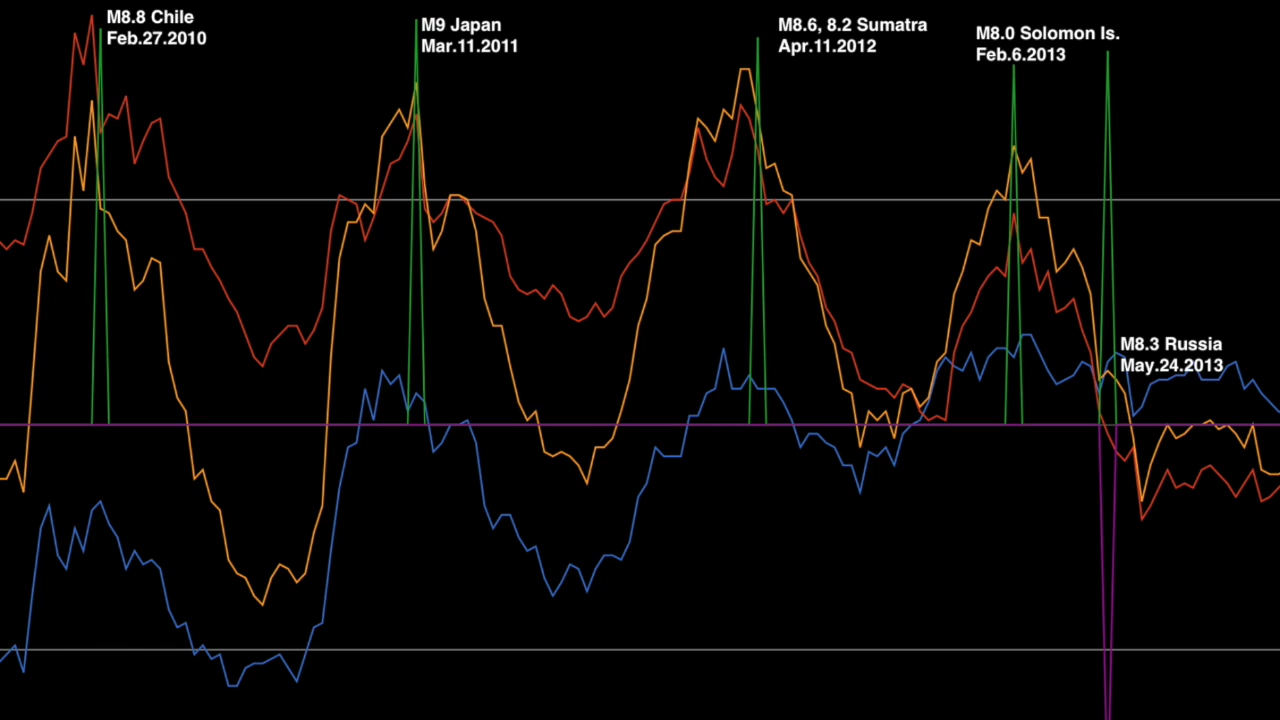 M8.8 Chile
Feb.27.2010
M9 Japan
Mar.11.2011
M8.6, 8.2 Sumatra
Apr.11.2012
M8.0 Solomon Is.
Feb.6.2013
M8.3 Russia
May.24.2013